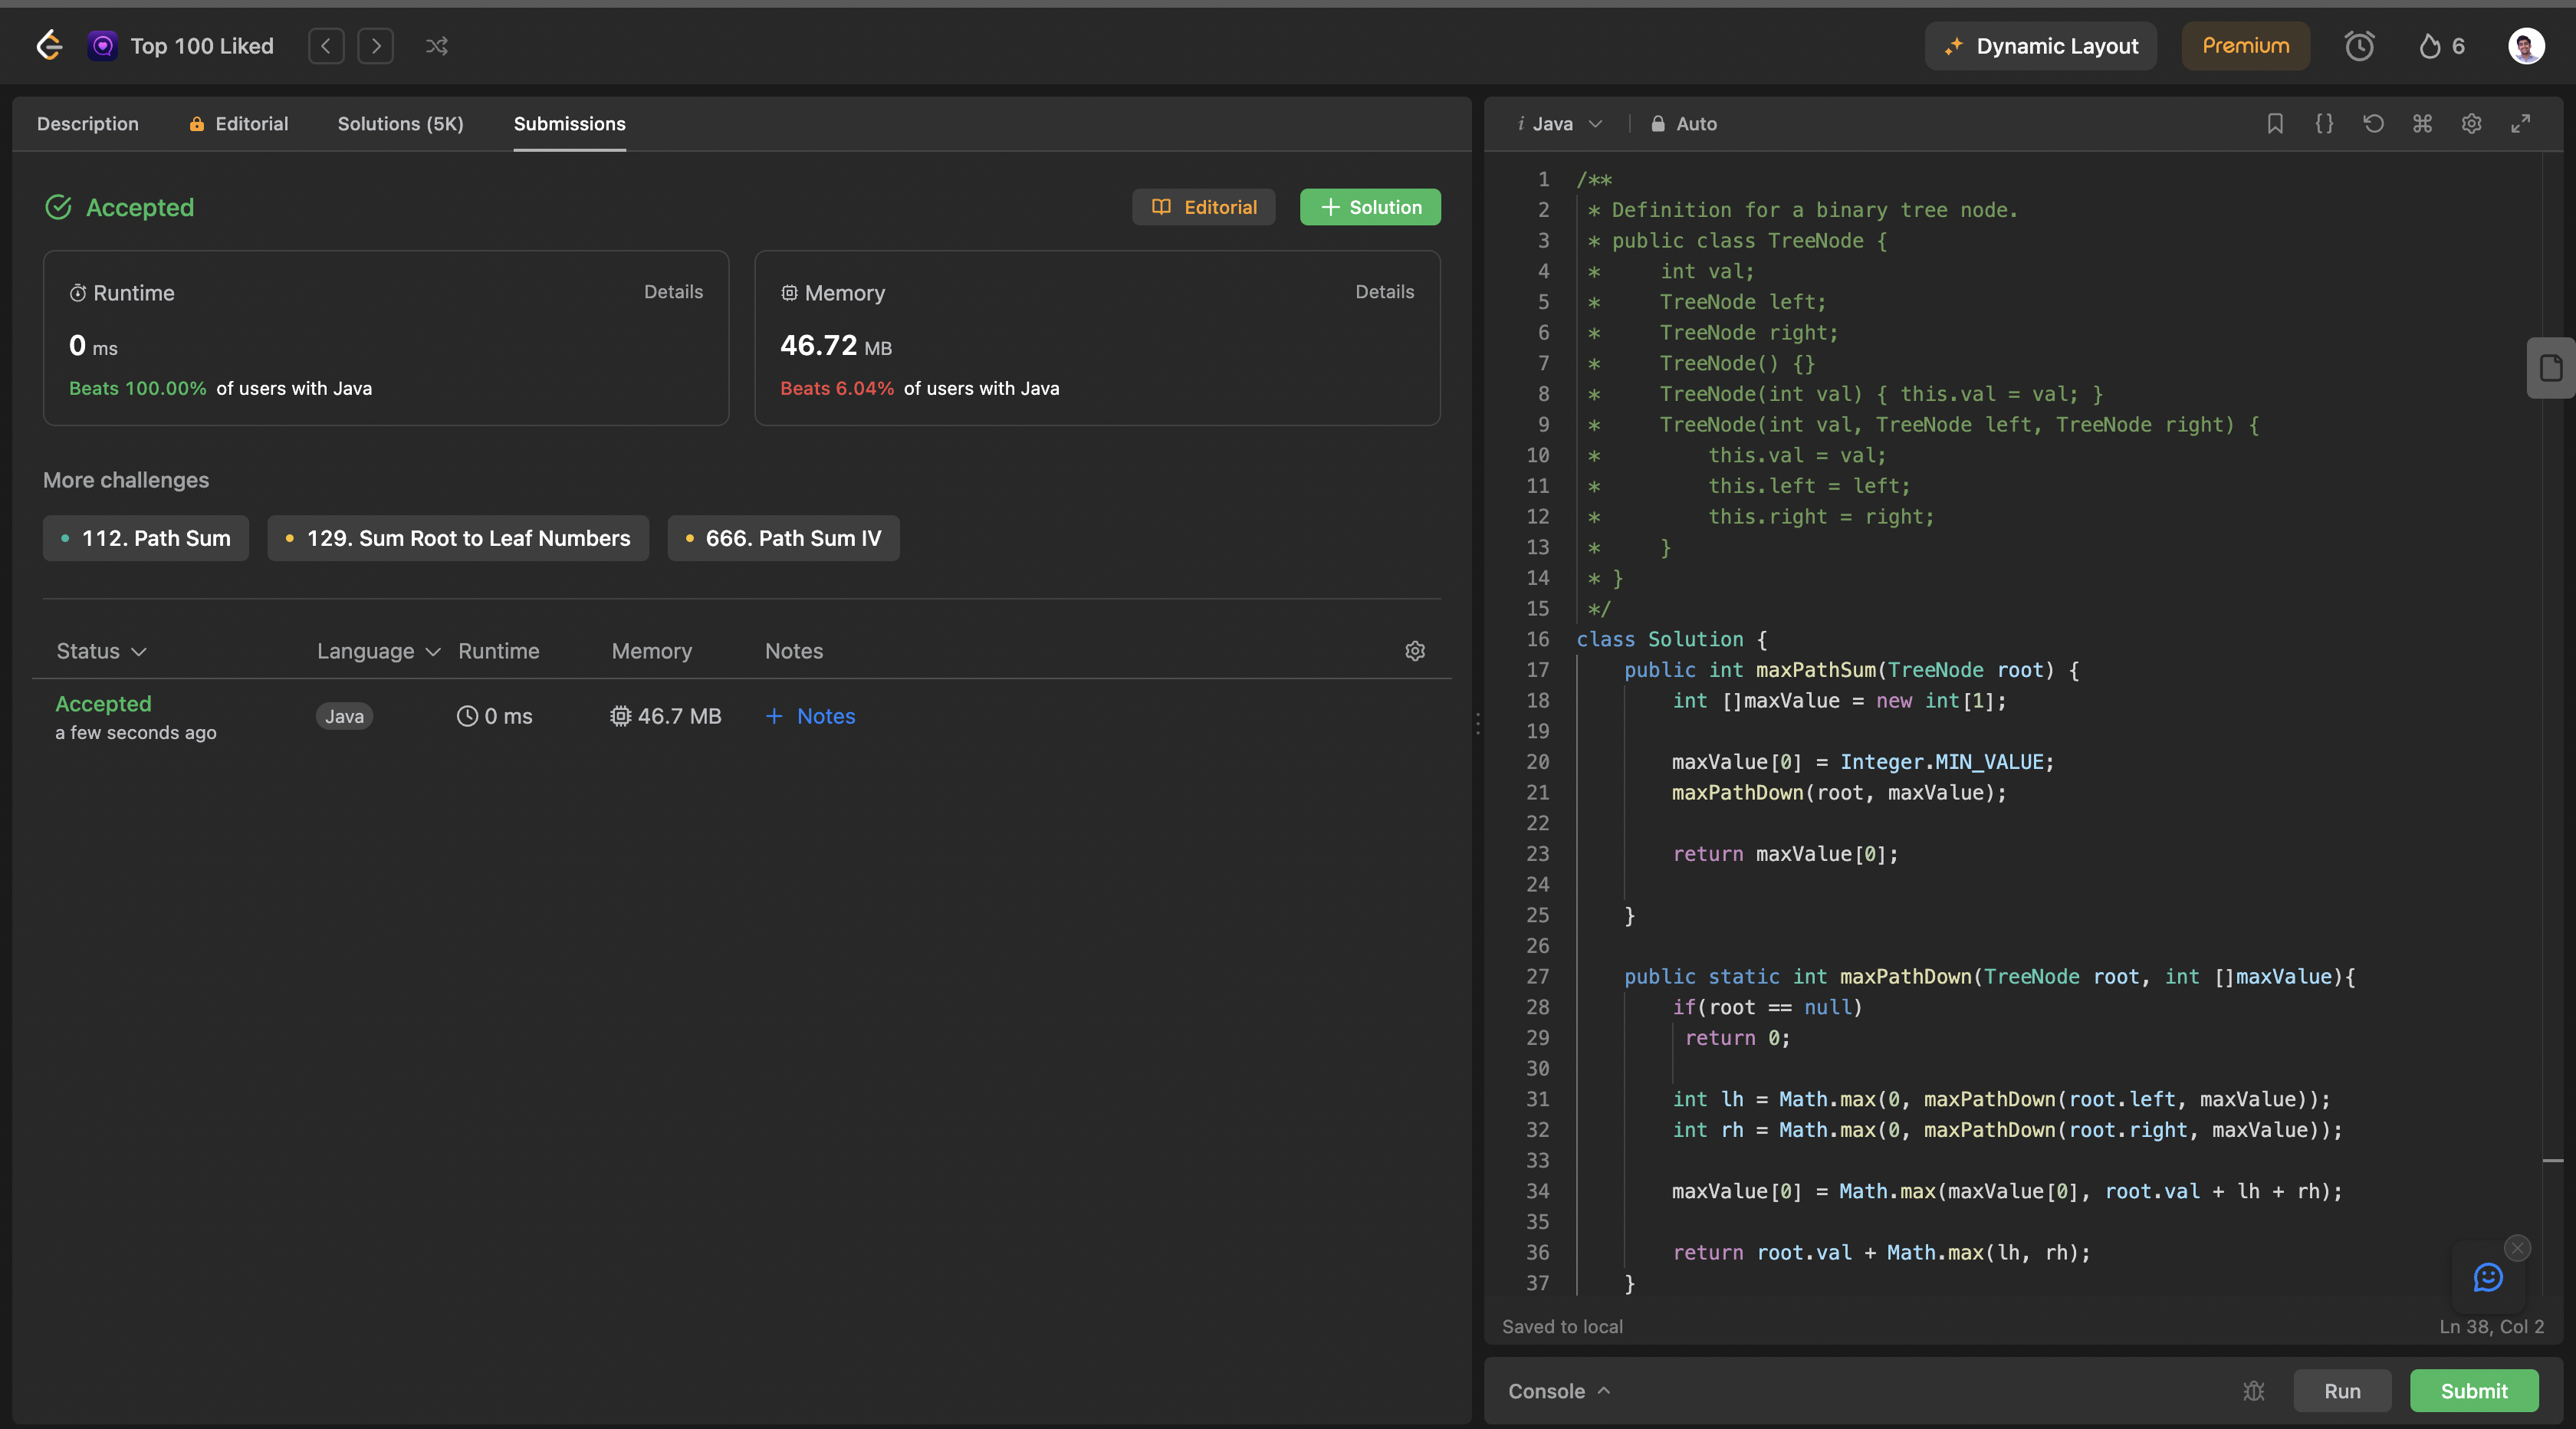 Top 100 Liked
Dynamic Layout
Premium
6
Description
Editorial
Solutions (5K)
Submissions
Accepted
Editorial
+ Solution
Runtime
Details
0 ms
Beats 100.00% of users with Java
Memory
Details
46.72 MB
Beats 6.04% of users with Java
More challenges
112. Path Sum
129. Sum Root to Leaf Numbers
666. Path Sum IV
Status
Language
Runtime
Memory
Notes
Accepted
a few seconds ago
Java
0 ms
46.7 MB
+ Notes
i Java
Auto
1 /**
2  * Definition for a binary tree node.
3  * public class TreeNode {
4  *     int val;
5  *     TreeNode left;
6  *     TreeNode right;
7  *     TreeNode() {}
8  *     TreeNode(int val) { this.val = val; }
9  *     TreeNode(int val, TreeNode left, TreeNode right) {
10  *         this.val = val;
11  *         this.left = left;
12  *         this.right = right;
13  *     }
14  * }
15  */
16 class Solution {
17     public int maxPathSum(TreeNode root) {
18         int []maxValue = new int[1];
19
20         maxValue[0] = Integer.MIN_VALUE;
21         maxPathDown(root, maxValue);
22
23         return maxValue[0];
24
25     }
26
27     public static int maxPathDown(TreeNode root, int []maxValue){
28         if(root == null)
29          return 0;
30
31         int lh = Math.max(0, maxPathDown(root.left, maxValue));
32         int rh = Math.max(0, maxPathDown(root.right, maxValue));
33
34         maxValue[0] = Math.max(maxValue[0], root.val + lh + rh);
35
36         return root.val + Math.max(lh, rh);
37     }
Saved to local
Ln 38, Col 2
Console
Run
Submit